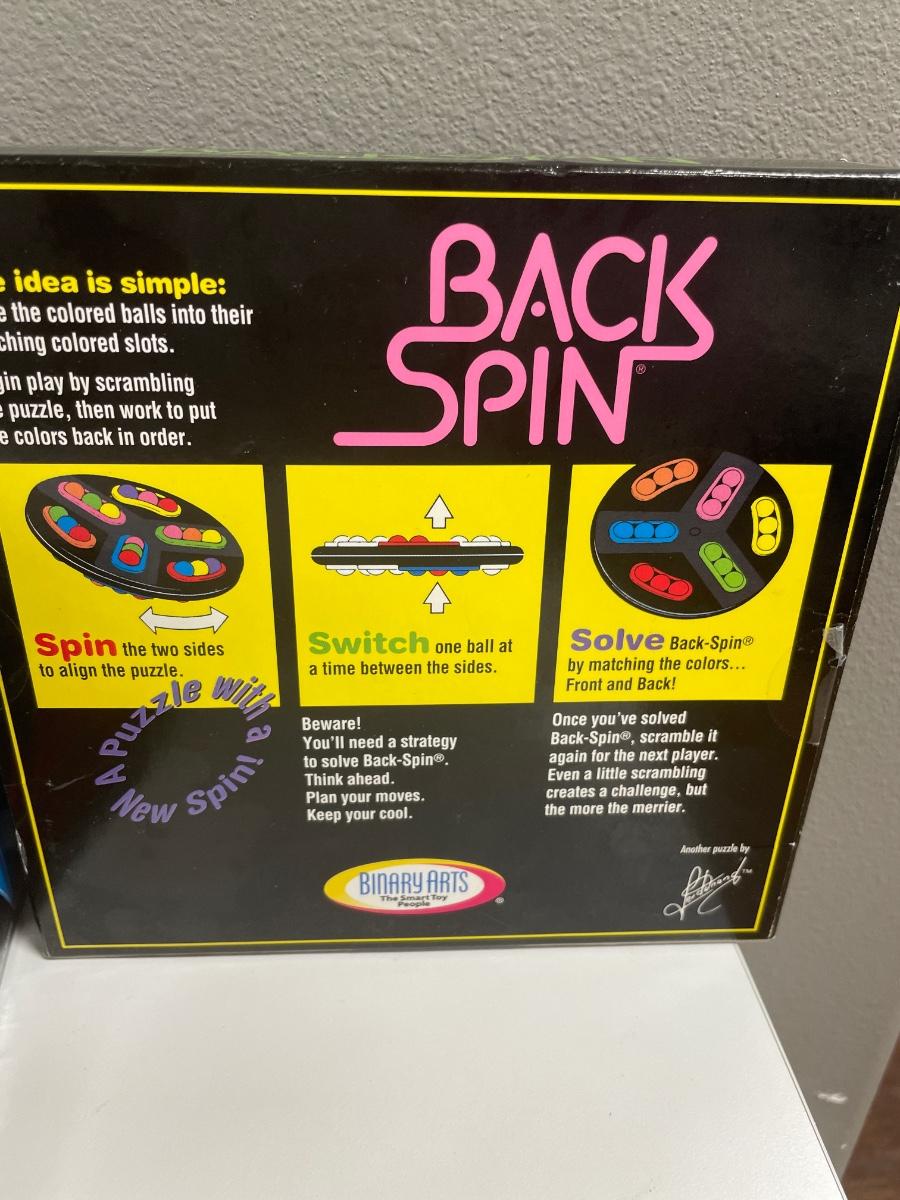 idea is simple:
the colored balls into their
colored slots.
play by scrambling
puzzle, then work to put
colors back in order.
BACK
SPIN®
Spin the two sides
to align the puzzle.
Switch one ball at
a time between the sides.
Solve Back-Spin®
by matching the colors...
Front and Back!
A Puzzle with a
New Spin!
Beware!
You'll need a strategy
to solve Back-Spin®.
Think ahead.
Plan your moves.
Keep your cool.
Once you've solved
Back-Spin®, scramble it
again for the next player.
Even a little scrambling
creates a challenge, but
the more the merrier.
BINARY ARTS
The Smart Toy
People
®
Another puzzle by
Ferdinand™